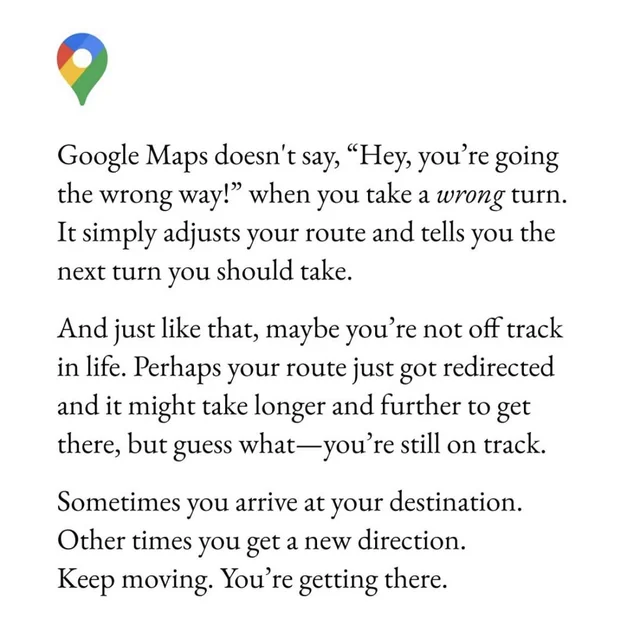 Google Maps doesn't say, “Hey, you’re going
the wrong way!” when you take a wrong turn.
It simply adjusts your route and tells you the
next turn you should take.
And just like that, maybe you’re not off track
in life. Perhaps your route just got redirected
and it might take longer and further to get
there, but guess what—you’re still on track.
Sometimes you arrive at your destination.
Other times you get a new direction.
Keep moving. You’re getting there.